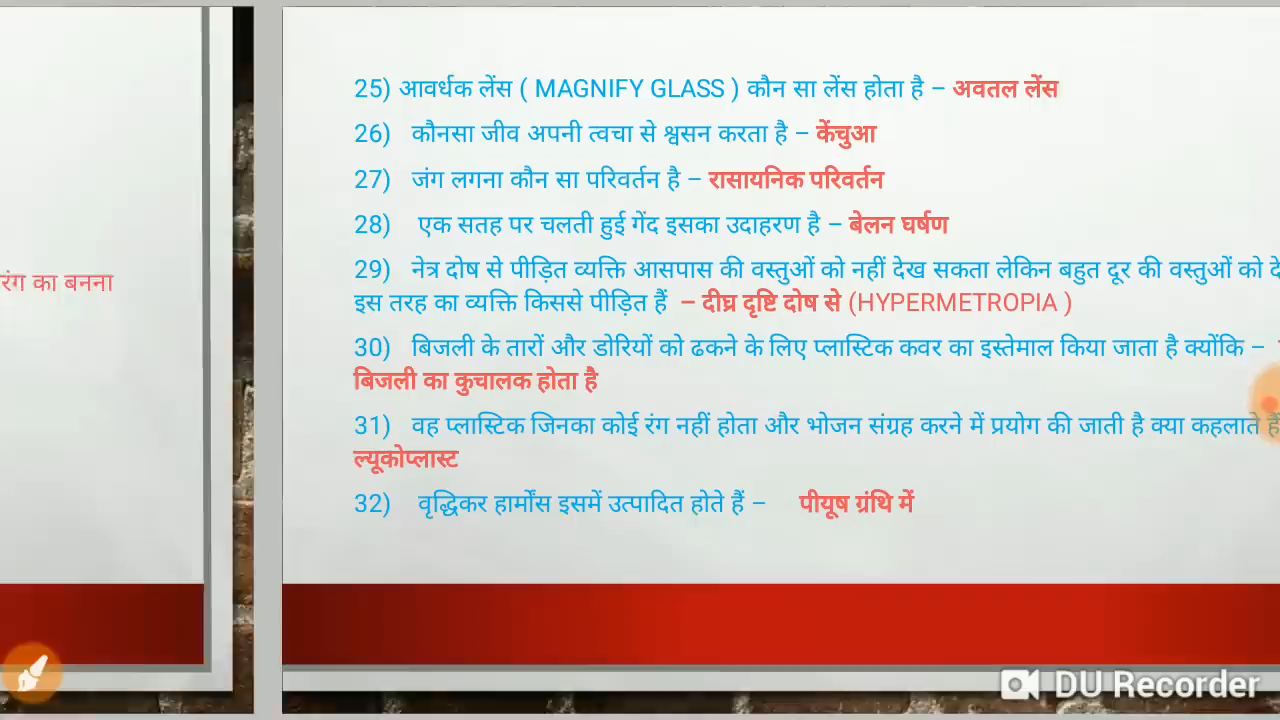 रंग का बनना
25) आवर्धक लेंस ( MAGNIFY GLASS ) कौन सा लेंस होता है – अवतल लेंस
26) कौनसा जीव अपनी त्वचा से श्वसन करता है – केंचुआ
27) जंग लगना कौन सा परिवर्तन है – रासायनिक परिवर्तन
28) एक सतह पर चलती हुई गेंद इसका उदाहरण है – बेलन घर्षण
29) नेत्र दोष से पीड़ित व्यक्ति आसपास की वस्तुओं को नहीं देख सकता लेकिन बहुत दूर की वस्तुओं को
इस तरह का व्यक्ति किससे पीड़ित हैं – दीघ्र दृष्टि दोष से (HYPERMETROPIA )
30) बिजली के तारों और डोरियों को ढकने के लिए प्लास्टिक कवर का इस्तेमाल किया जाता है क्योंकि –
बिजली का कुचालक होता है
31) वह प्लास्टिक जिनका कोई रंग नहीं होता और भोजन संग्रह करने में प्रयोग की जाती है क्या कहलाते हैं
ल्यूकोप्लास्ट
32) वृद्धिकर हार्मोंस इसमें उत्पादित होते हैं – पीयूष ग्रंथि में
DU Recorder